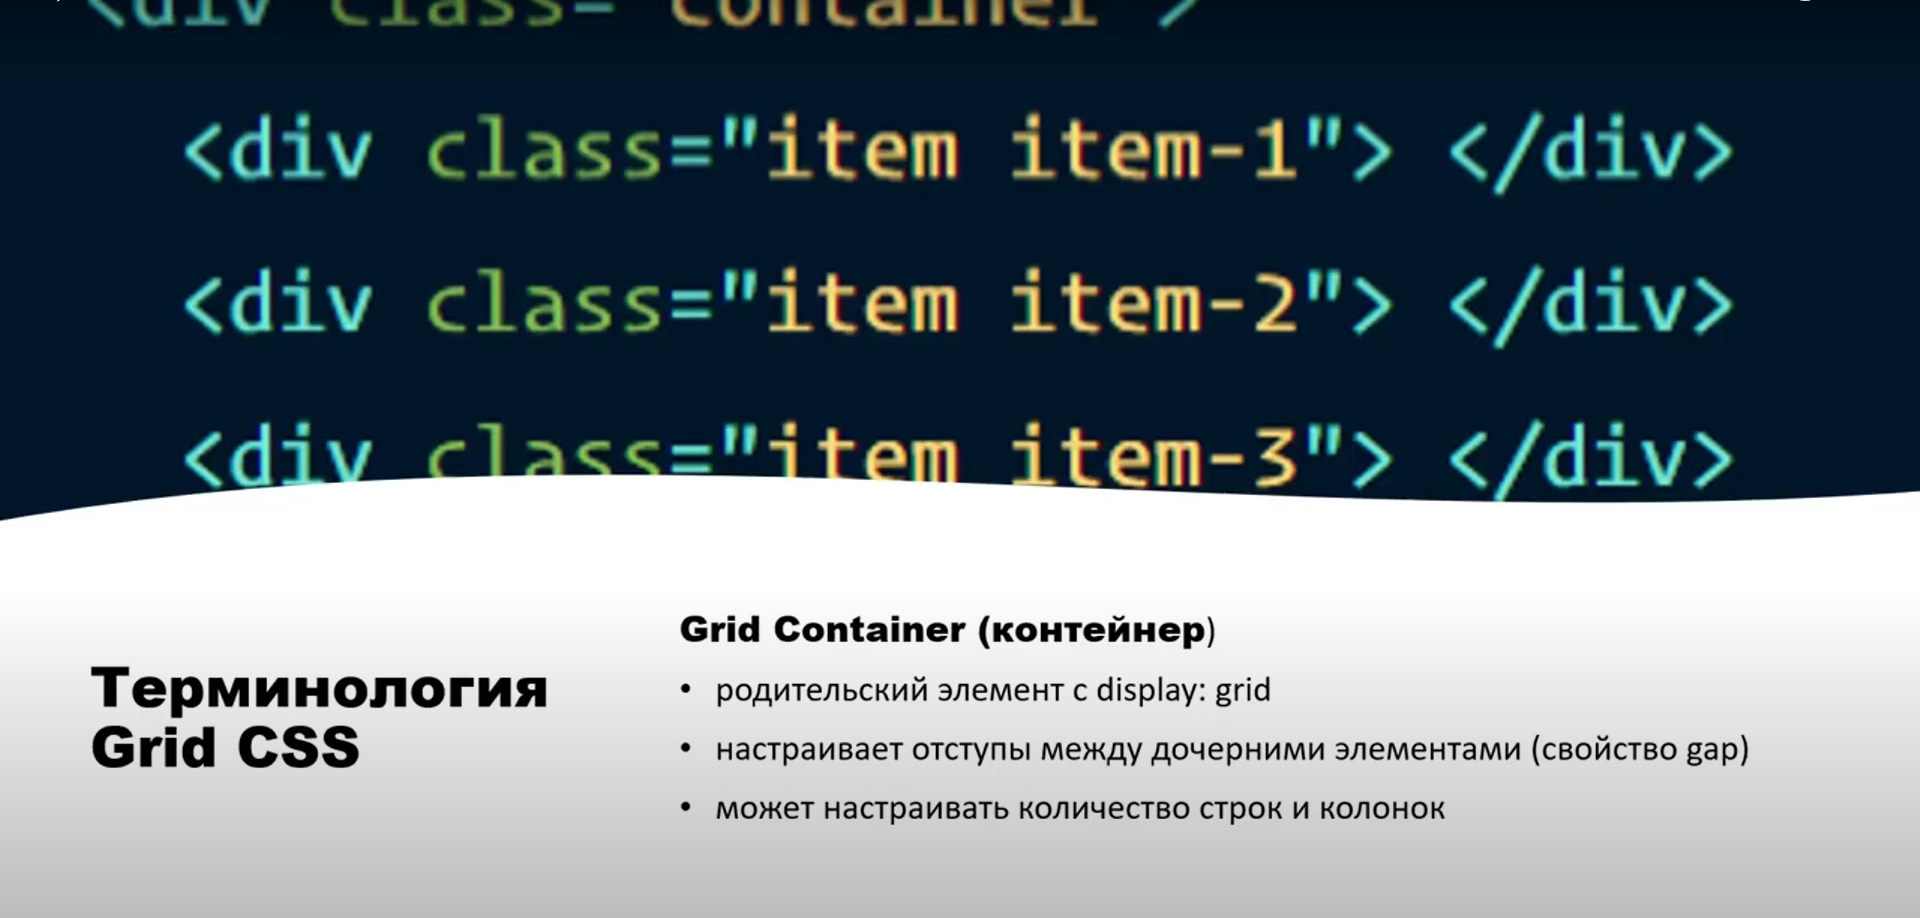 <div class="container">
<div class="item item-1"> </div>
<div class="item item-2"> </div>
<div class="item item-3"> </div>
Терминология
Grid CSS
Grid Container (контейнер)
• родительский элемент с display: grid
• настраивает отступы между дочерними элементами (свойство gap)
• может настраивать количество строк и колонок